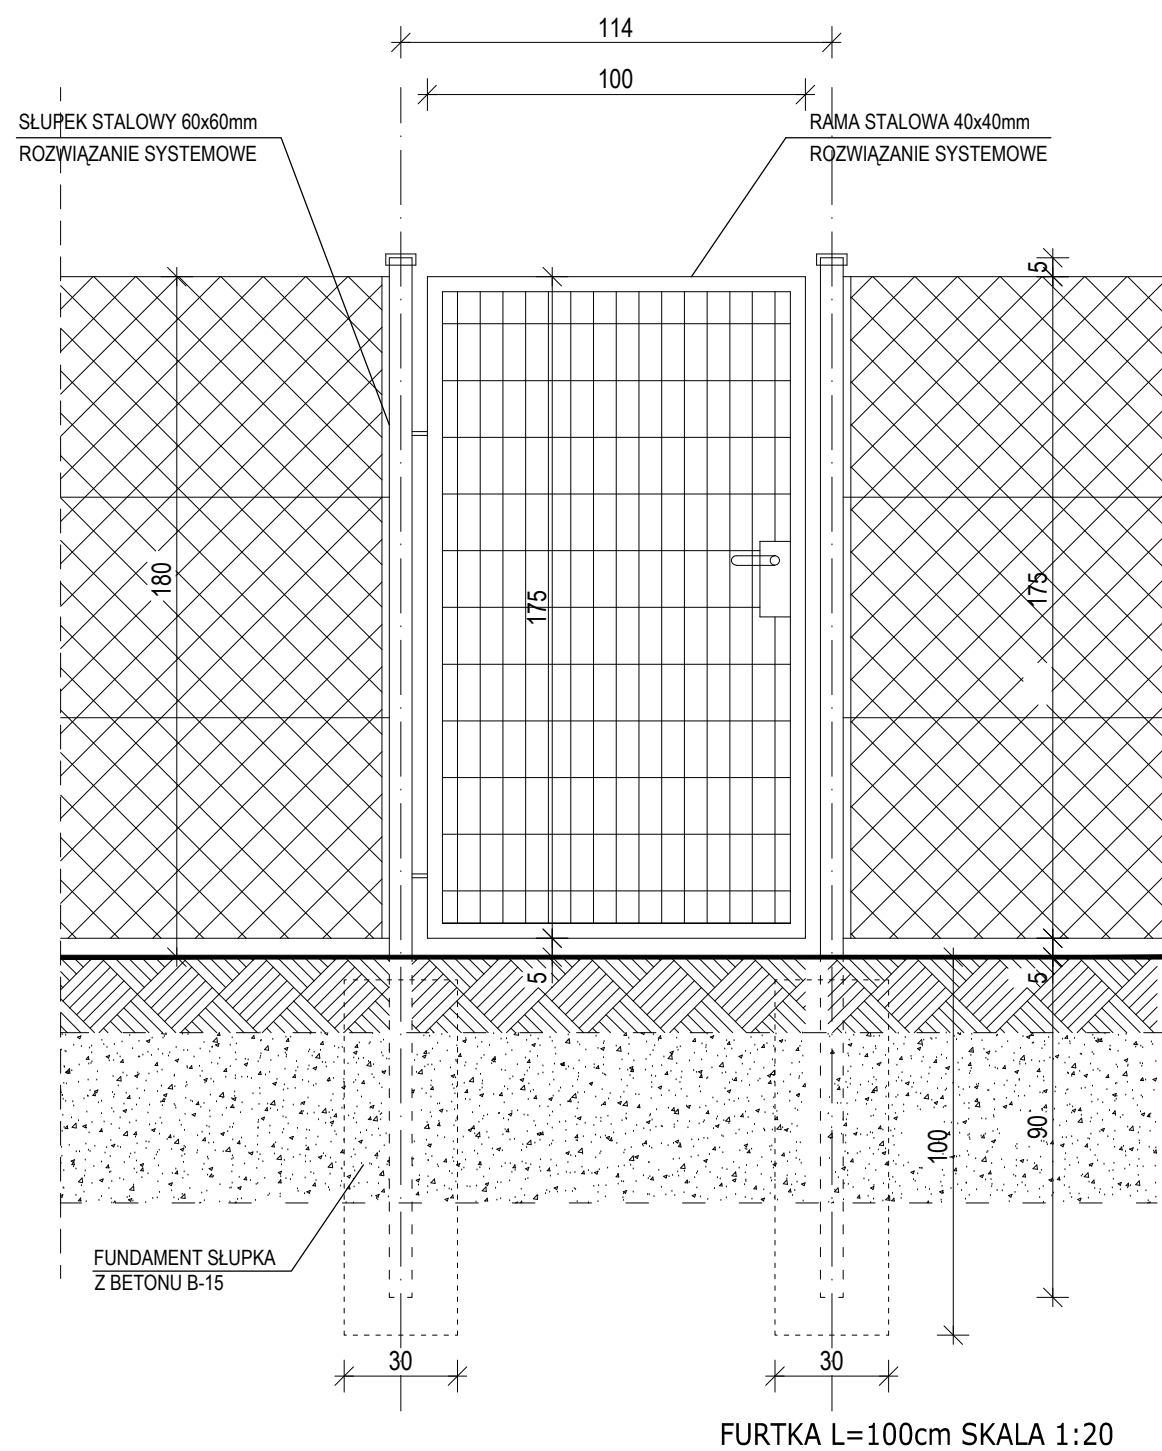 114
100
SŁUPEK STALOWY 60x60mm
ROZWIĄZANIE SYSTEMOWE
RAMA STALOWA 40x40mm
ROZWIĄZANIE SYSTEMOWE
5
180
175
175
5
5
100
90
FUNDAMENT SŁUPKA
Z BETONU B-15
30
30
FURTKA L=100cm SKALA 1:20